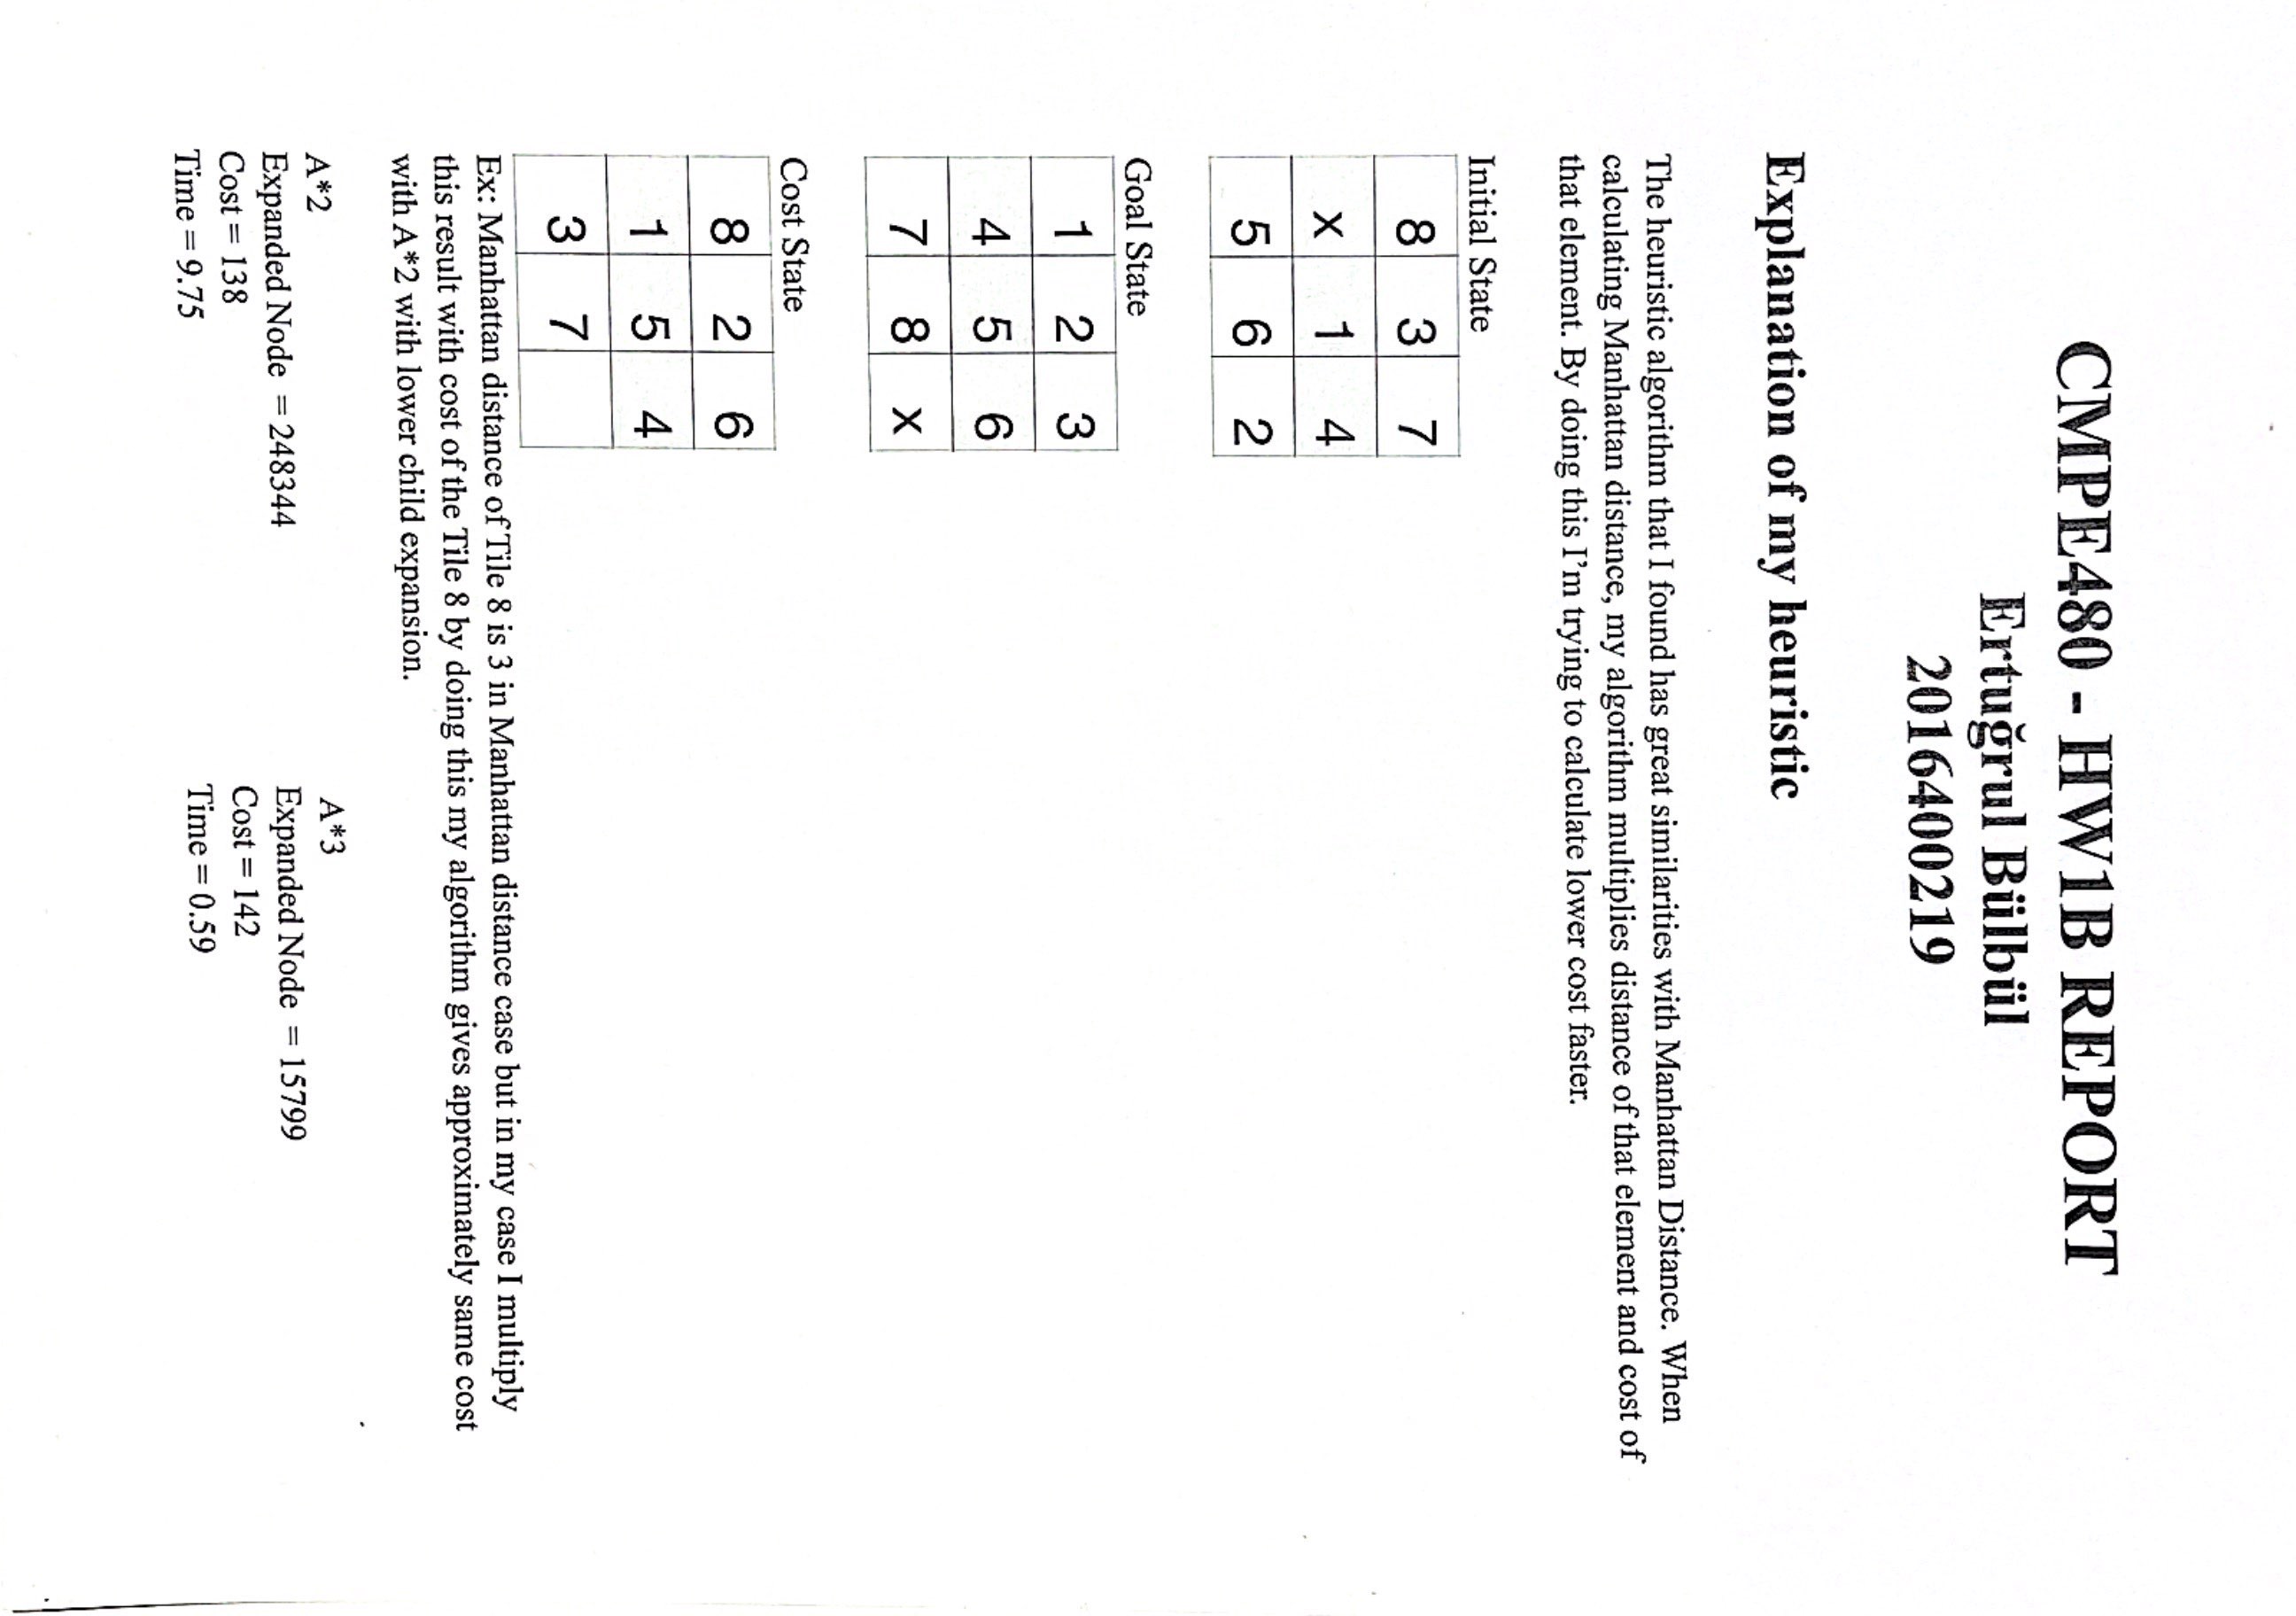 CMPE480 - HW1B REPORT
Ertuğrul Bülbül
2016400219
Explanation of my heuristic
The heuristic algorithm that I found has great similarities with Manhattan Distance. When
calculating Manhattan distance, my algorithm multiplies distance of that element and cost of
that element. By doing this I'm trying to calculate lower cost faster.
Initial State
8 3 7
X 1 4
5 6 2
Goal State
1 2 3
4 5 6
7 8 X
Cost State
8 2 6
1 5 4
3 7
Ex: Manhattan distance of Tile 8 is 3 in Manhattan distance case but in my case I multiply
this result with cost of the Tile 8 by doing this my algorithm gives approximately same cost
with A*2 with lower child expansion.
A*2 A*3
Expanded Node = 248344 Expanded Node = 15799
Cost = 138 Cost = 142
Time = 9.75 Time = 0.59